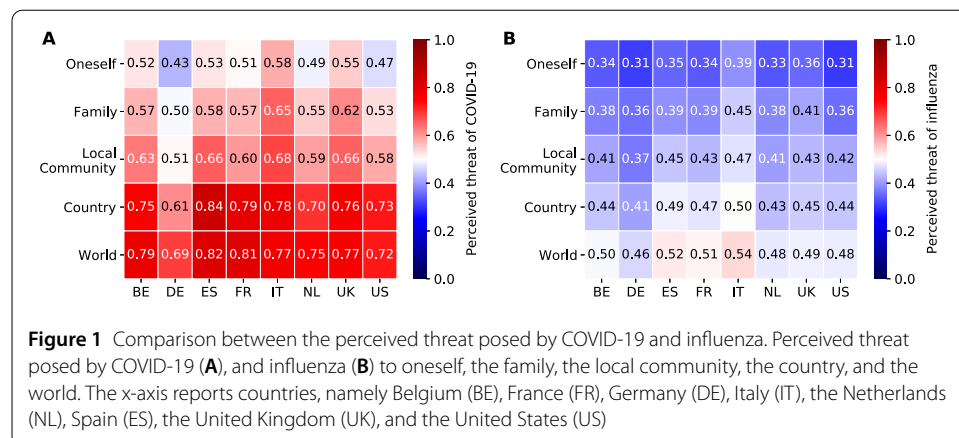 A
Oneself 0.52 0.43 0.53 0.51 0.58 0.49 0.55 0.47
Family 0.57 0.50 0.58 0.57 0.65 0.55 0.62 0.53
Local
Community 0.63 0.51 0.66 0.60 0.68 0.59 0.66 0.58
Country 0.75 0.61 0.84 0.79 0.78 0.70 0.76 0.73
World 0.79 0.69 0.82 0.81 0.77 0.75 0.77 0.72
BE DE ES FR IT NL UK US
1.0
0.8
0.6
0.4
0.2
0.0
Perceived threat of COVID-19
B
Oneself 0.34 0.31 0.35 0.34 0.39 0.33 0.36 0.31
Family 0.38 0.36 0.39 0.39 0.45 0.38 0.41 0.36
Local
Community 0.41 0.37 0.45 0.43 0.47 0.41 0.43 0.42
Country 0.44 0.41 0.49 0.47 0.50 0.43 0.45 0.44
World 0.50 0.46 0.52 0.51 0.54 0.48 0.49 0.48
BE DE ES FR IT NL UK US
1.0
0.8
0.6
0.4
0.2
0.0
Perceived threat of influenza
Figure 1 Comparison between the perceived threat posed by COVID-19 and influenza. Perceived threat
posed by COVID-19 (A), and influenza (B) to oneself, the family, the local community, the country, and the
world. The x-axis reports countries, namely Belgium (BE), France (FR), Germany (DE), Italy (IT), the Netherlands
(NL), Spain (ES), the United Kingdom (UK), and the United States (US)